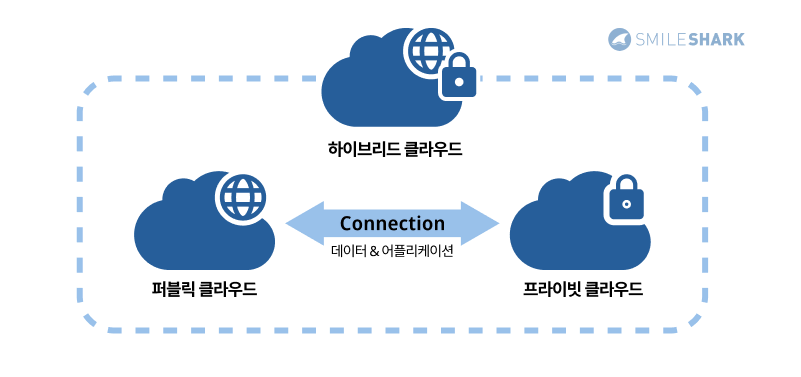 SMILESHARK
하이브리드 클라우드
Connection
데이터 & 어플리케이션
퍼블릭 클라우드
프라이빗 클라우드